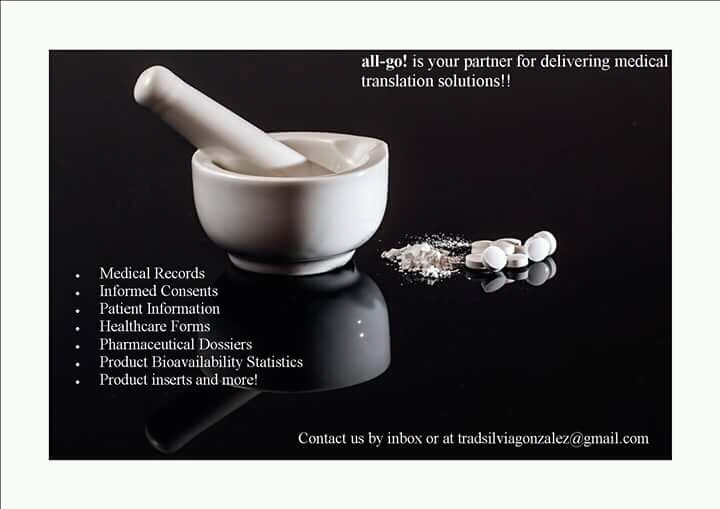 all-go! is your partner for delivering medical
translation solutions!!
Medical Records
Informed Consents
Patient Information
Healthcare Forms
Pharmaceutical Dossiers
Product Bioavailability Statistics
Product inserts and more!
Contact us by inbox or at tradsilviagonzalez@gmail.com